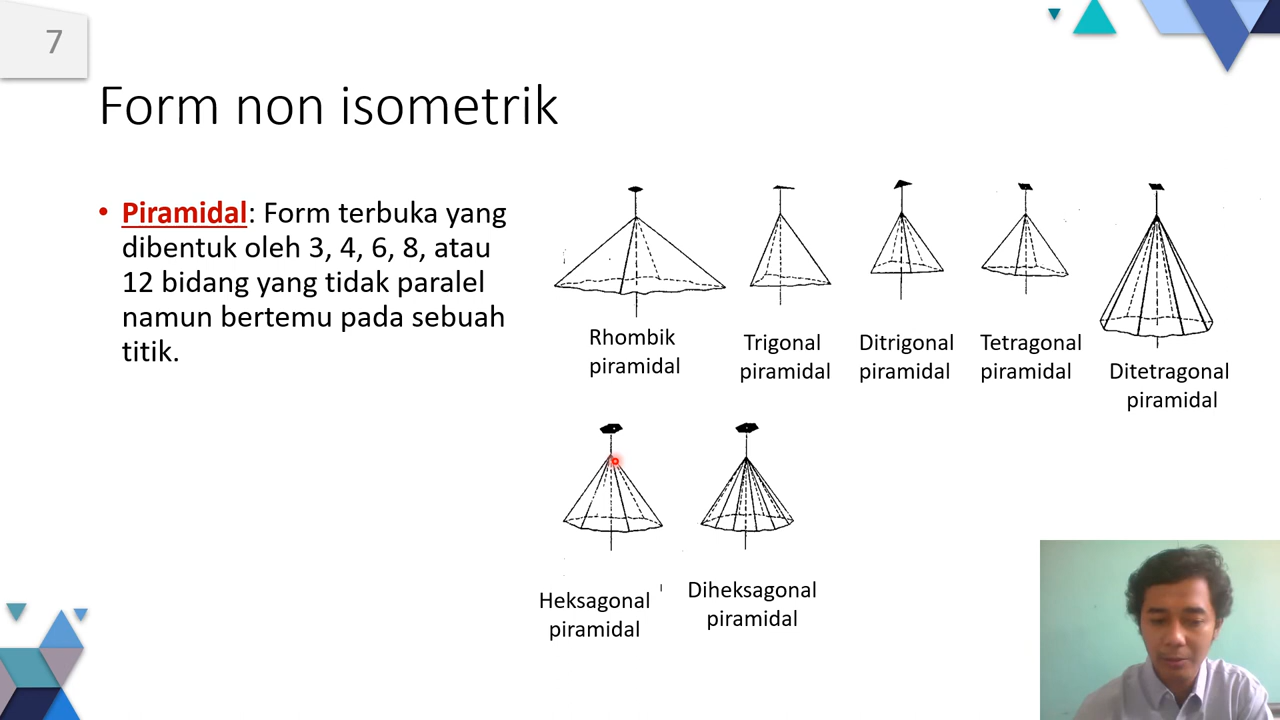 7
Form non isometrik
• Piramidal: Form terbuka yang
dibentuk oleh 3, 4, 6, 8, atau
12 bidang yang tidak paralel
namun bertemu pada sebuah
titik.
Rhombik
piramidal
Trigonal
piramidal
Ditrigonal
piramidal
Tetragonal
piramidal
Ditetragonal
piramidal
Heksagonal
piramidal
Diheksagonal
piramidal